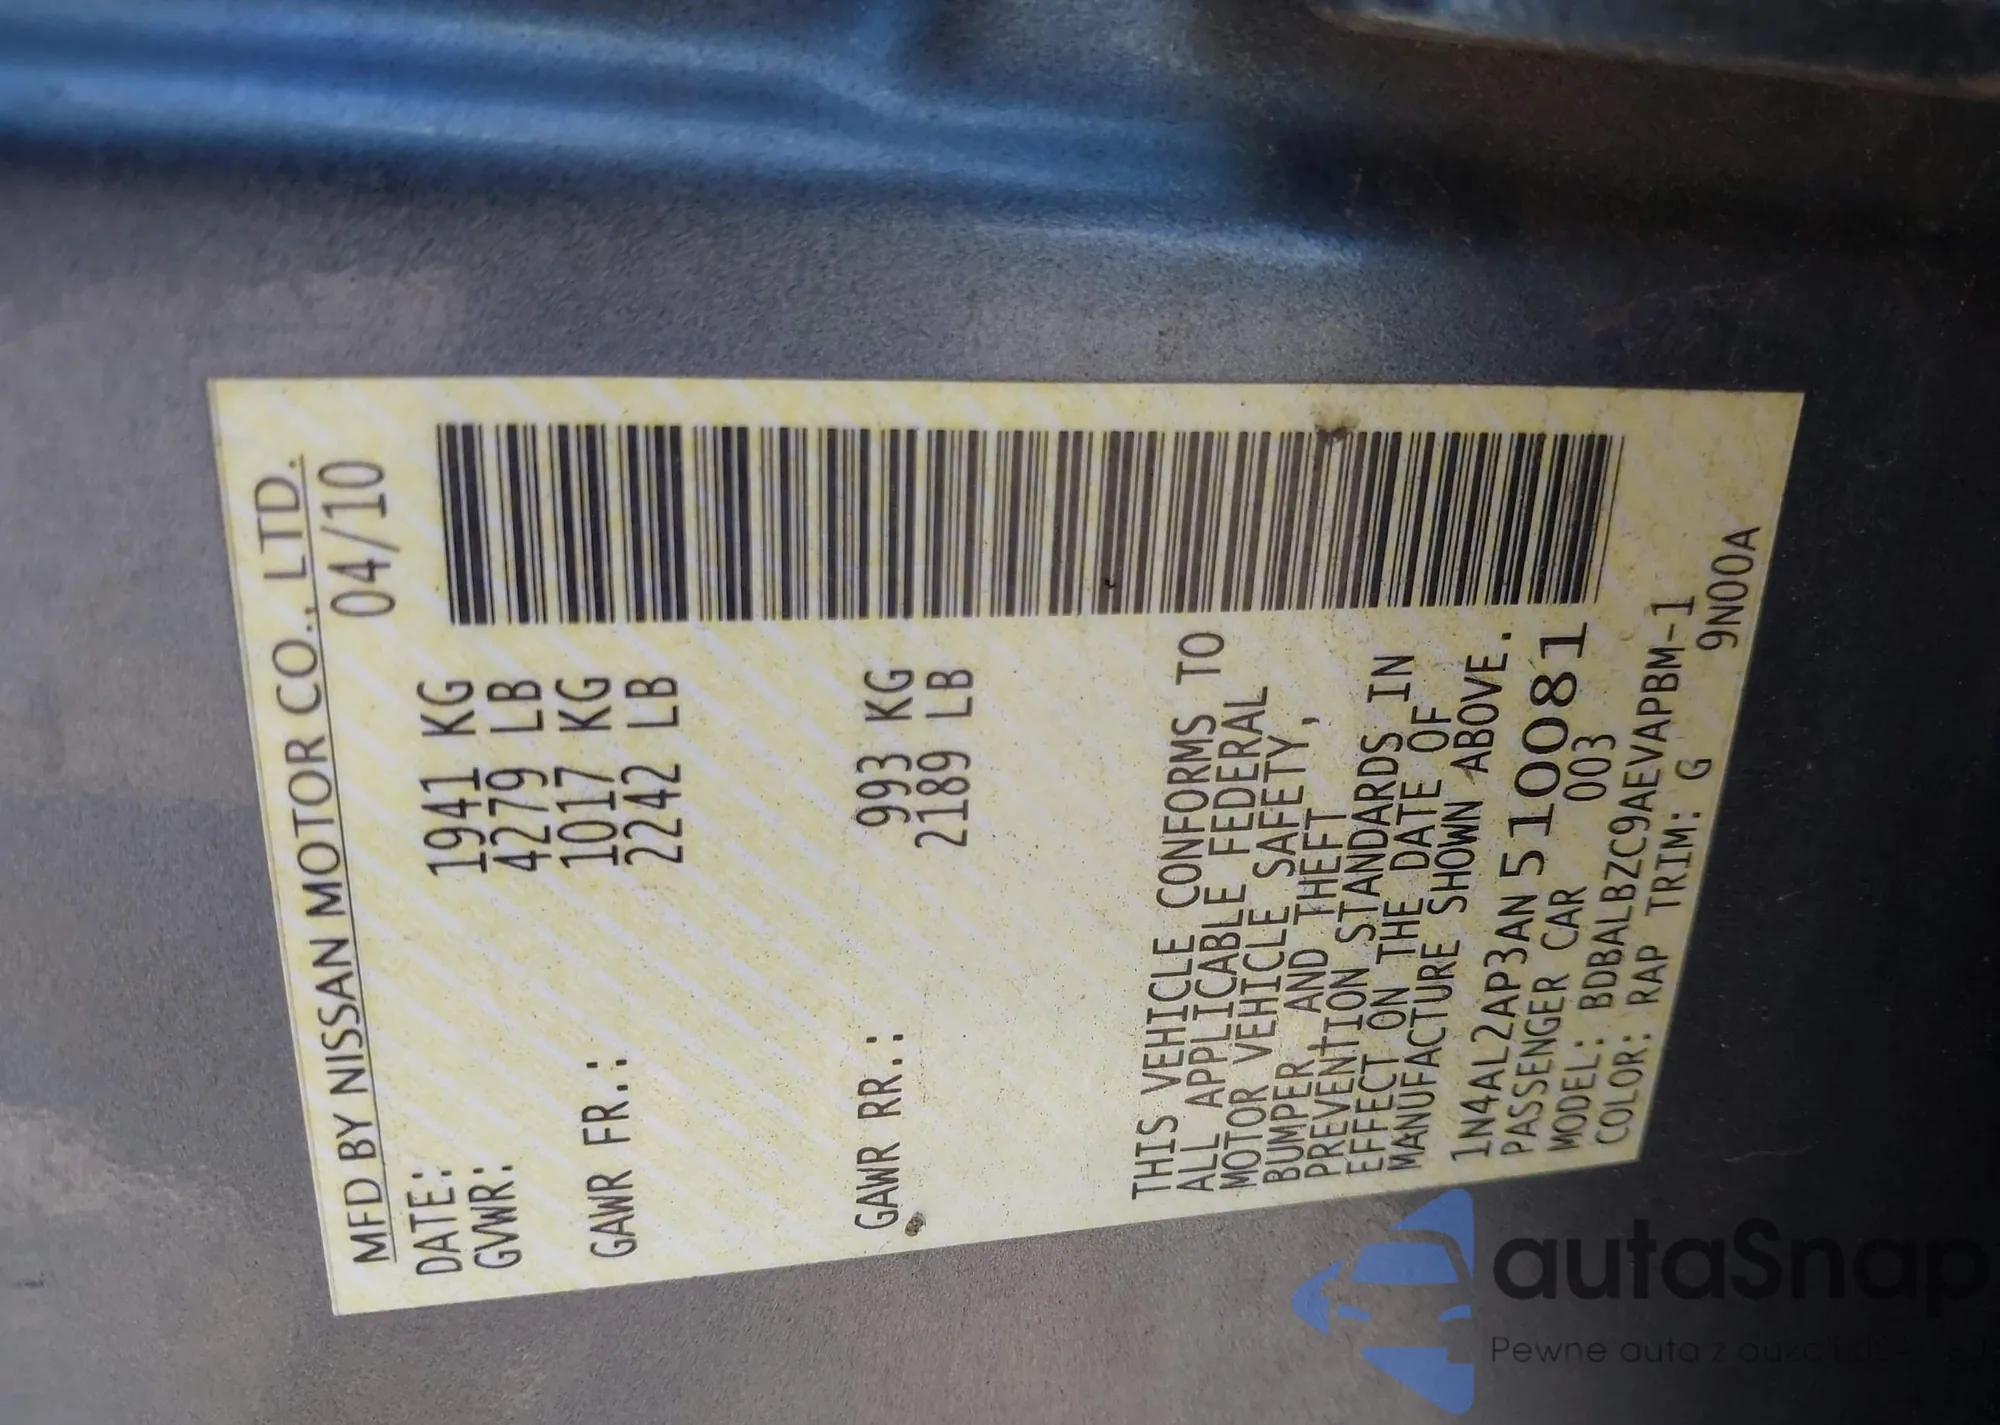 MFD BY NISSAN MOTOR CO., LTD.
DATE: 04/10
GVWR: 1941 KG
4279 LB
GAWR FR.: 1017 KG
2242 LB
GAWR RR.: 993 KG
2189 LB
THIS VEHICLE CONFORMS TO
ALL APPLICABLE FEDERAL
MOTOR VEHICLE SAFETY,
BUMPER, AND THEFT
PREVENTION STANDARDS IN
EFFECT ON THE DATE OF
MANUFACTURE SHOWN ABOVE.
1N4AL2AP3AN510081
PASSENGER CAR 003
MODEL: BDBALBZC9AEVAPBM-1
COLOR: RAP TRIM: G 9N00A
autaSnap
Pewne auta z